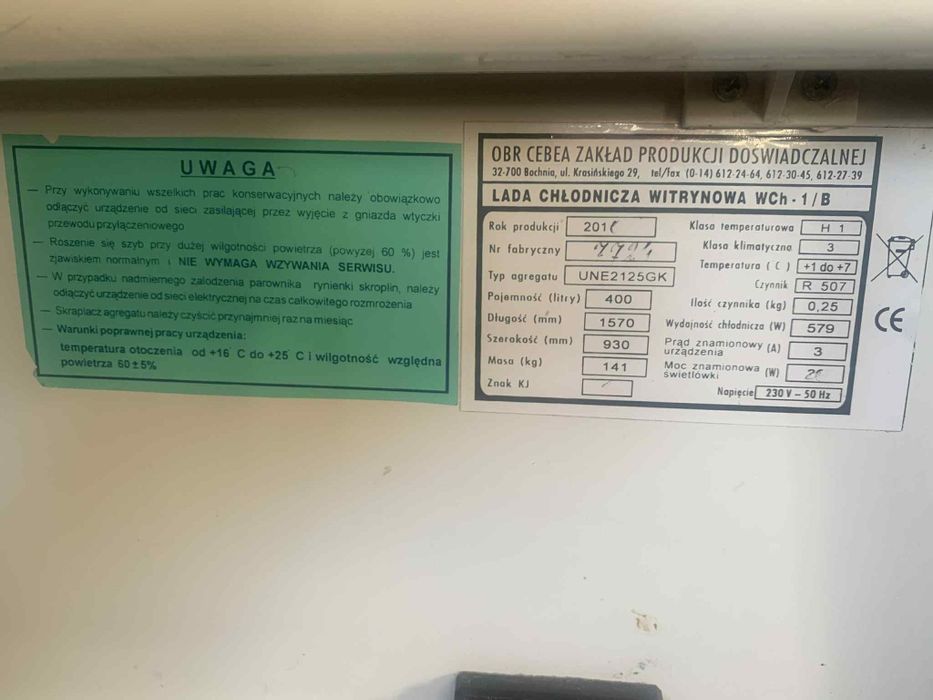 UWAGA
— Przy wykonywaniu wszelkich prac konserwacyjnych należy obowiązkowo
odłączyć urządzenie od sieci zasilającej przez wyjęcie z gniazda wtyczki
przewodu przyłączeniowego
— Roszenie się szyb przy dużej wilgotności powietrza (powyżej 60 %) jest
zjawiskiem normalnym i NIE WYMAGA WZYWANIA SERWISU.
— W przypadku nadmiernego zalodzenia parownika rynienki skroplin, należy
odłączyć urządzenie od sieci elektrycznej na czas całkowitego rozmrożenia
— Skraplacz agregatu należy czyścić przynajmniej raz na miesiąc
— Warunki poprawnej pracy urządzenia:
temperatura otoczenia od +16 °C do +25 °C i wilgotność względna
powietrza 60 ± 5%
OBR CEBEA ZAKŁAD PRODUKCJI DOŚWIADCZALNEJ
32-700 Bochnia, ul. Krasińskiego 29, tel/fax (0-14) 612-24-64, 612-30-45, 612-27-39
LADA CHŁODNICZA WITRYNOWA WCh - 1/B
Rok produkcji
Nr fabryczny
Typ agregatu UNE2125GK
Pojemność (litry) 400
Długość (mm) 1570
Szerokość (mm) 930
Masa (kg) 141
Znak KJ
Klasa temperaturowa H 1
Klasa klimatyczna 3
Temperatura (°C) +1 do +7
Czynnik R 507
Ilość czynnika (kg) 0,25
Wydajność chłodnicza (W) 579
Prąd znamionowy (A) 3
urządzenia
Moc znamionowa (W)
świetlówki
Napięcie 230 V – 50 Hz
CE